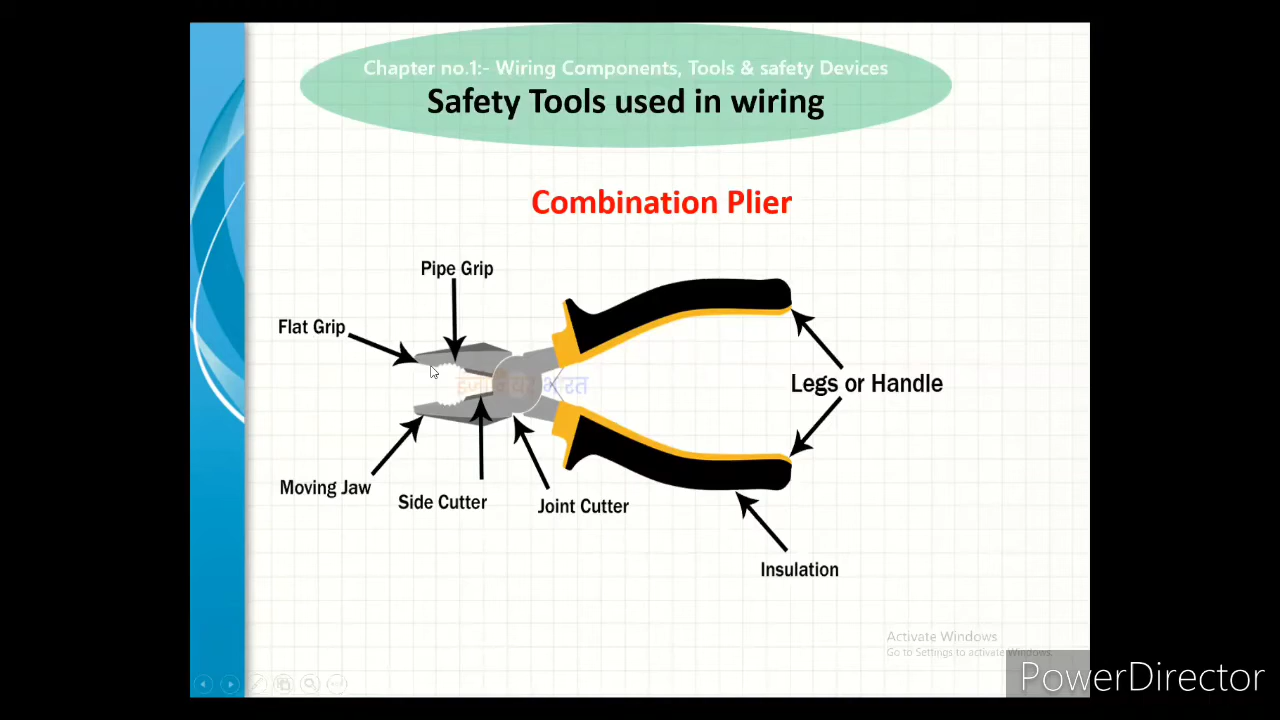 Chapter no.1:- Wiring Components, Tools & safety Devices
Safety Tools used in wiring
Combination Plier
Pipe Grip
Flat Grip
Legs or Handle
Moving Jaw
Side Cutter
Joint Cutter
Insulation
Activate Windows
Go to Settings to activate Windows.
PowerDirector